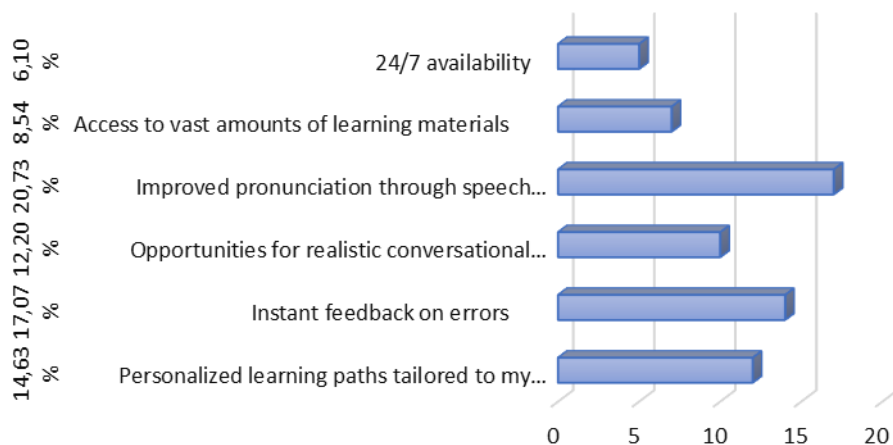 6,10 % 24/7 availability
8,54 % Access to vast amounts of learning materials
20,73 % Improved pronunciation through speech...
12,20 % Opportunities for realistic conversational...
17,07 % Instant feedback on errors
14,63 % Personalized learning paths tailored to my...
0 5 10 15 20